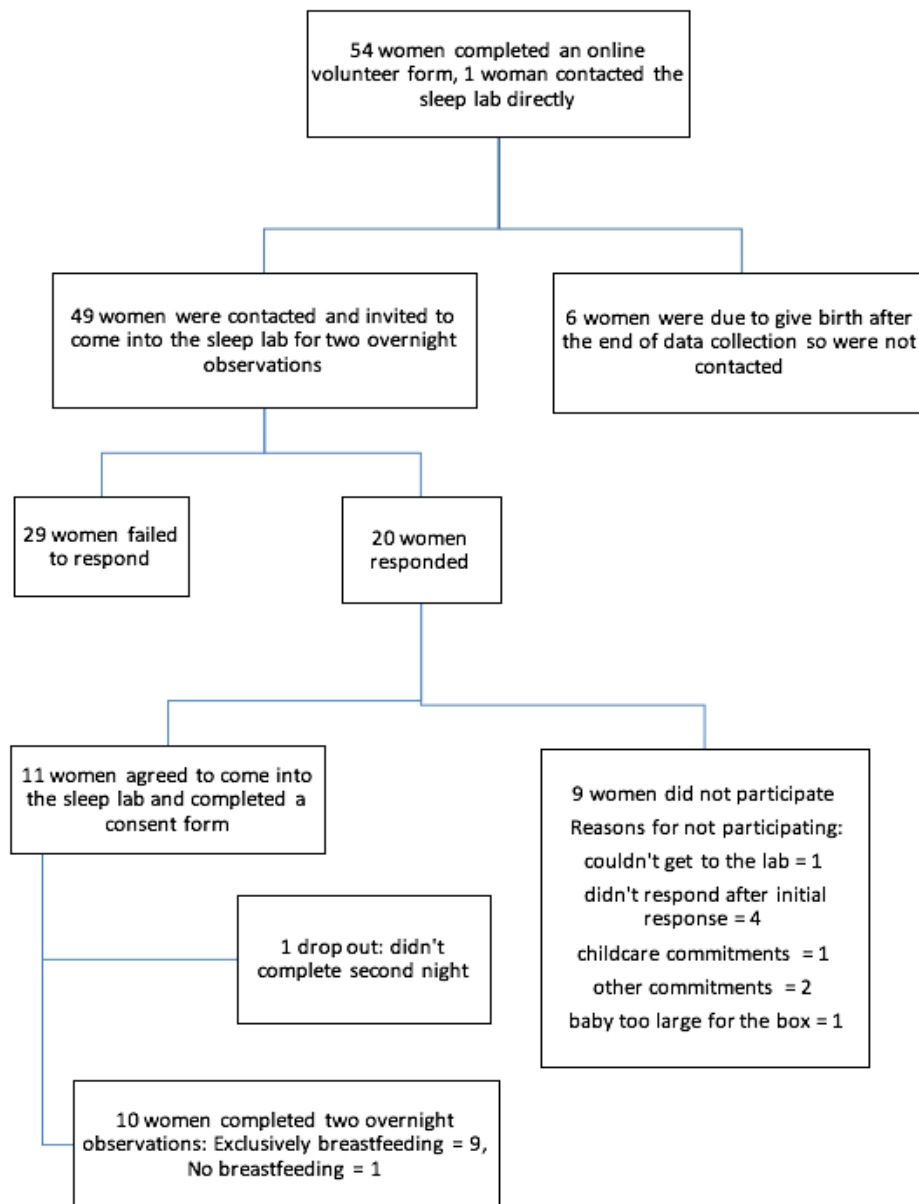 54 women completed an online
volunteer form, 1 woman contacted the
sleep lab directly
49 women were contacted and invited to
come into the sleep lab for two overnight
observations
6 women were due to give birth after
the end of data collection so were not
contacted
29 women failed
to respond
20 women
responded
11 women agreed to come into
the sleep lab and completed a
consent form
9 women did not participate
Reasons for not participating:
couldn't get to the lab = 1
didn't respond after initial
response = 4
childcare commitments = 1
other commitments = 2
baby too large for the box = 1
1 drop out: didn't
complete second night
10 women completed two overnight
observations: Exclusively breastfeeding = 9,
No breastfeeding = 1